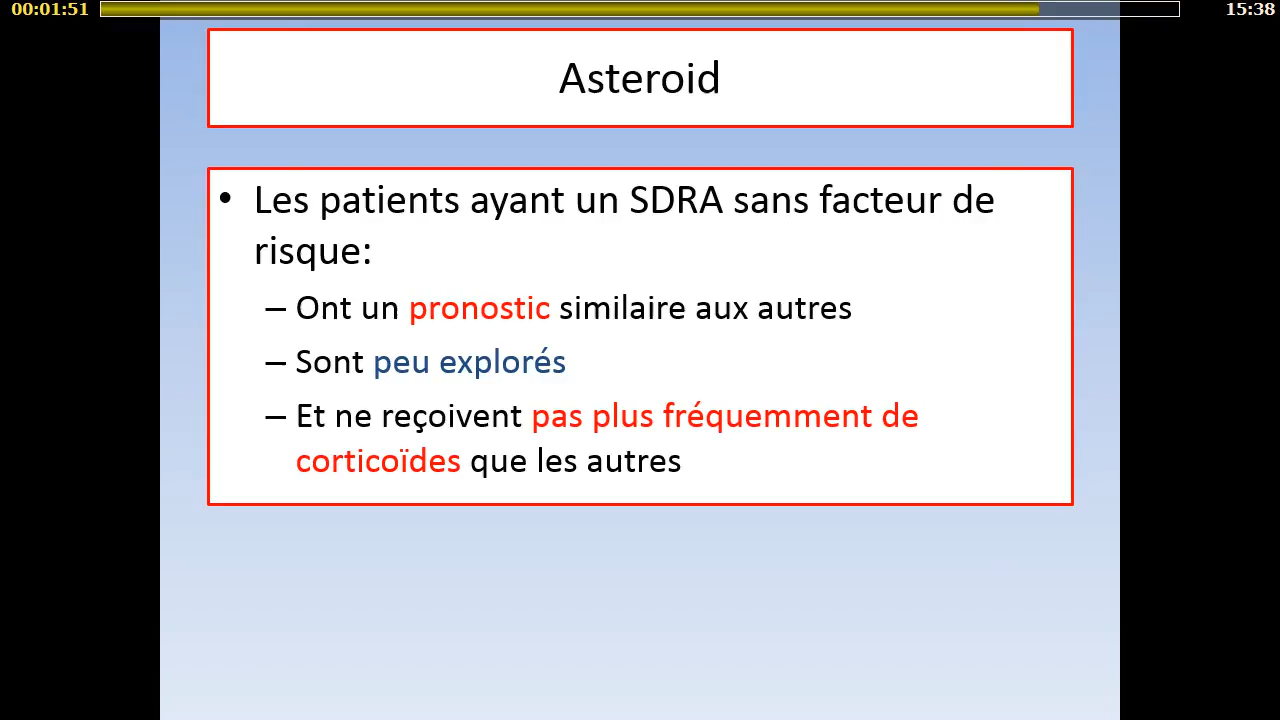 00:01:51
15:38
Asteroid
• Les patients ayant un SDRA sans facteur de
risque:
– Ont un pronostic similaire aux autres
– Sont peu explorés
– Et ne reçoivent pas plus fréquemment de
corticoïdes que les autres